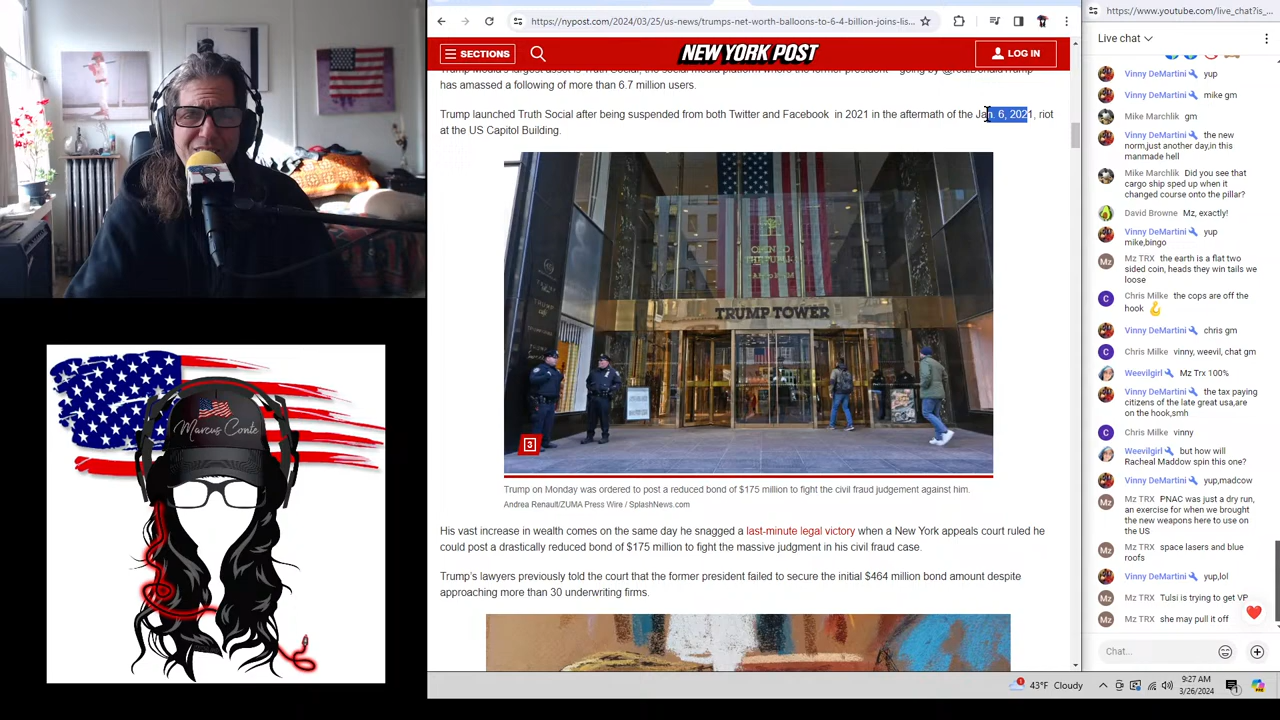 https://nypost.com/2024/03/25/us-news/trumps-net-worth-balloons-to-6-4-billion-joins-lis...
SECTIONS
NEW YORK POST
LOG IN
has amassed a following of more than 6.7 million users.
Trump launched Truth Social after being suspended from both Twitter and Facebook in 2021 in the aftermath of the Jan. 6, 2021, riot
at the US Capitol Building.
TRUMP TOWER
3
Trump on Monday was ordered to post a reduced bond of $175 million to fight the civil fraud judgement against him.
Andrea Renault/ZUMA Press Wire / SplashNews.com
His vast increase in wealth comes on the same day he snagged a last-minute legal victory when a New York appeals court ruled he
could post a drastically reduced bond of $175 million to fight the massive judgment in his civil fraud case.
Trump's lawyers previously told the court that the former president failed to secure the initial $464 million bond amount despite
approaching more than 30 underwriting firms.
Marcus Conte
https://www.youtube.com/live_chat?is_...
Live chat
Vinny DeMartini yup
Vinny DeMartini mike gm
Mike Marchlik gm
Vinny DeMartini the new
norm,just another day,in this
manmade hell
Mike Marchlik Did you see that
cargo ship sped up when it
changed course onto the pillar?
David Browne Mz, exactly!
Vinny DeMartini yup
mike,bingo
Mz TRX the earth is a flat two
sided coin, heads they win tails we
loose
Chris Milke the cops are off the
hook
Vinny DeMartini chris gm
Chris Milke vinny, weevil, chat gm
Weevilgirl Mz Trx 100%
Vinny DeMartini the tax paying
citizens of the late great usa,are
on the hook,smh
Chris Milke vinny
Weevilgirl but how will
Racheal Maddow spin this one?
Vinny DeMartini yup,madcow
Mz TRX PNAC was just a dry run,
an exercise for when we brought
the new weapons here to use on
the US
Mz TRX space lasers and blue
roofs
Vinny DeMartini yup,lol
Mz TRX Tulsi is trying to get VP
Mz TRX she may pull it off
Chat...
43°F Cloudy
9:27 AM
3/26/2024